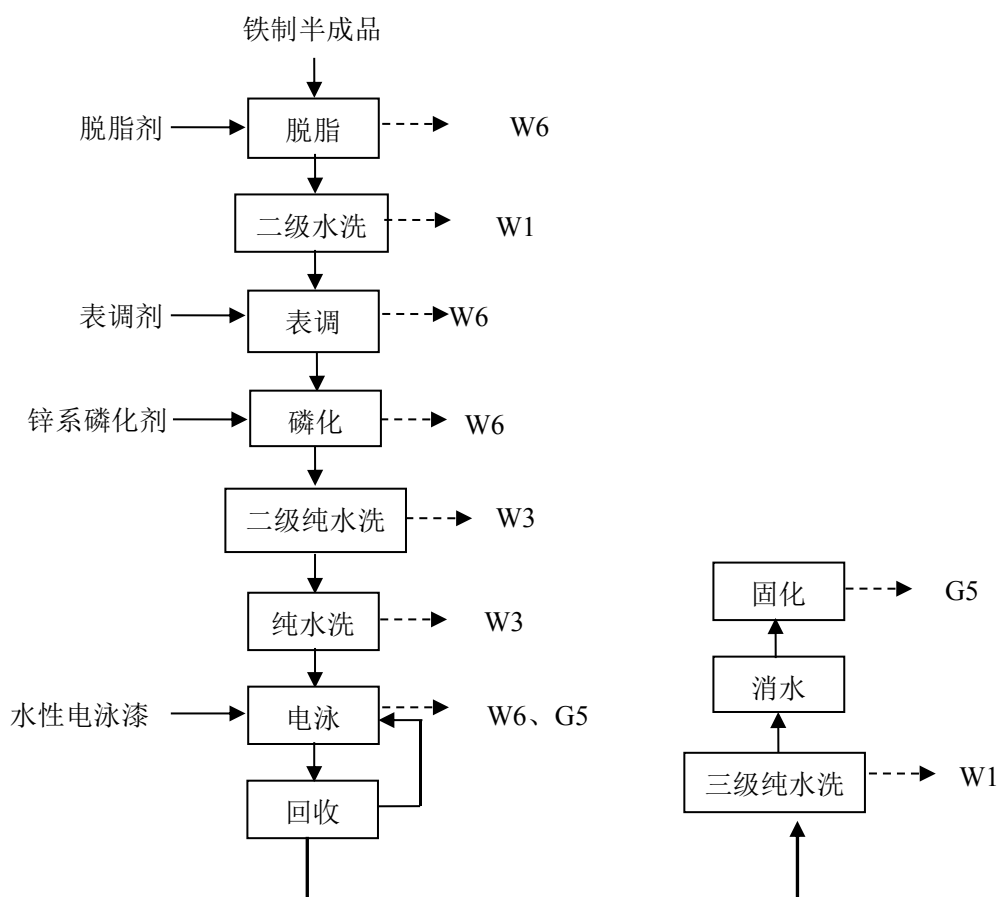 铁制半成品
脱脂剂
脱脂
W6
二级水洗
W1
表调剂
表调
W6
锌系磷化剂
磷化
W6
二级纯水洗
W3
纯水洗
W3
水性电泳漆
电泳
W6、G5
回收
固化
G5
消水
三级纯水洗
W1